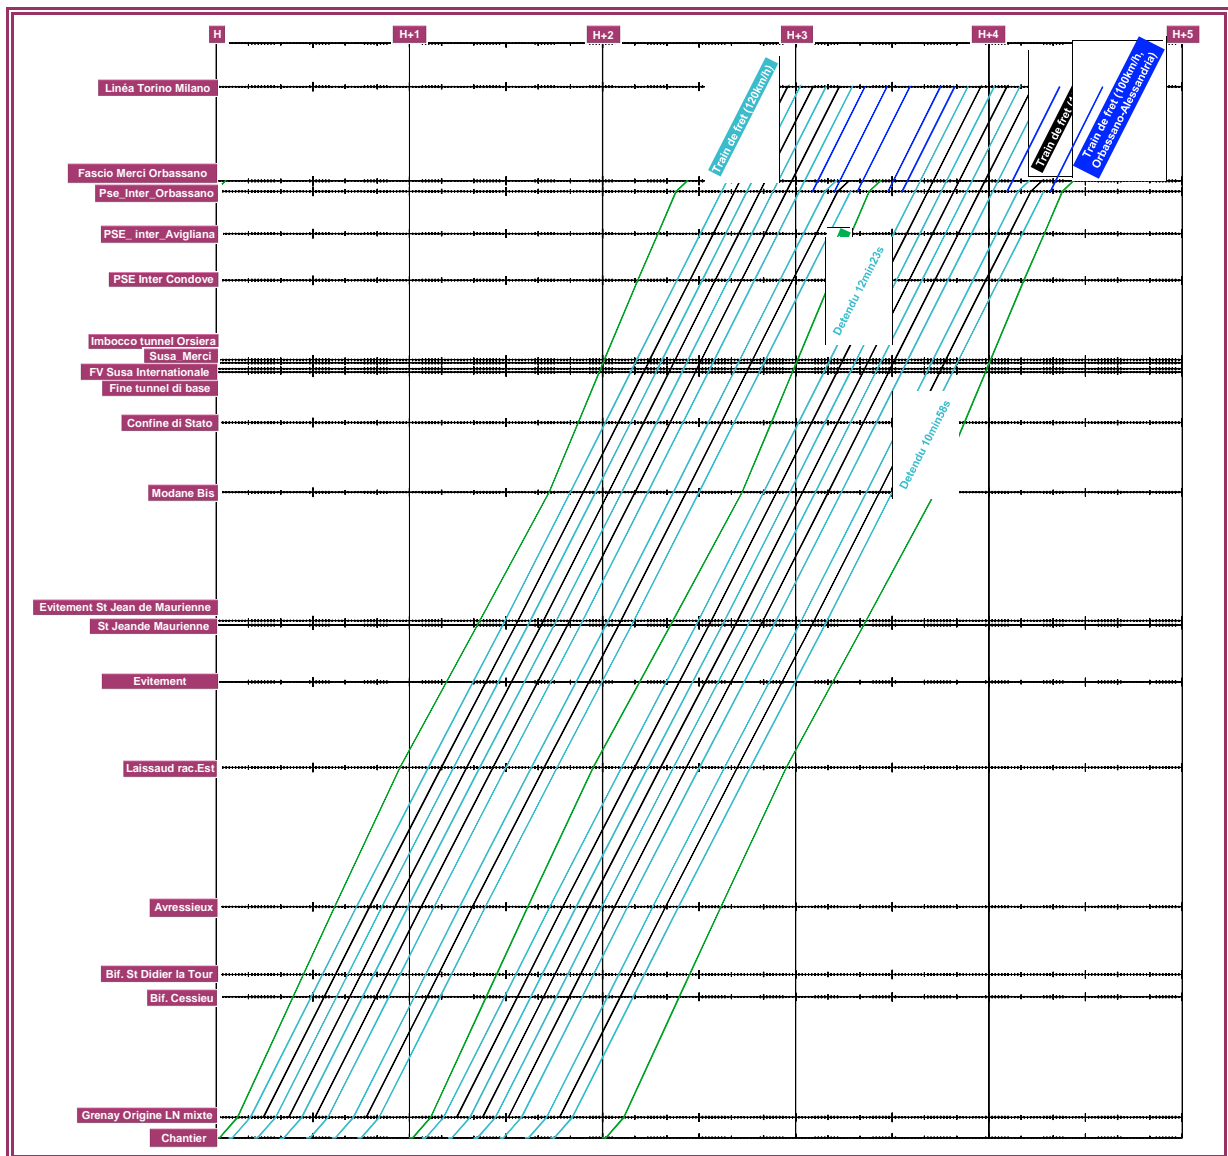 H
H+1
H+2
H+3
H+4
H+5
Linéa Torino Milano
Train de fret (120km/h)
Train de fret (
Train de fret (100km/h,
Orbassano-Alessandria)
Fascio Merci Orbassano
Pse_Inter_Orbassano
PSE_ inter_Avigliana
PSE Inter Condove
Detendu 12min23s
Imbocco tunnel Orsiera
Susa_Merci
FV Susa Internationale
Fine tunnel di base
Confine di Stato
Detendu 10min58s
Modane Bis
Evitement St Jean de Maurienne
St Jeande Maurienne
Evitement
Laissaud rac.Est
Avressieux
Bif. St Didier la Tour
Bif. Cessieu
Grenay Origine LN mixte
Chantier